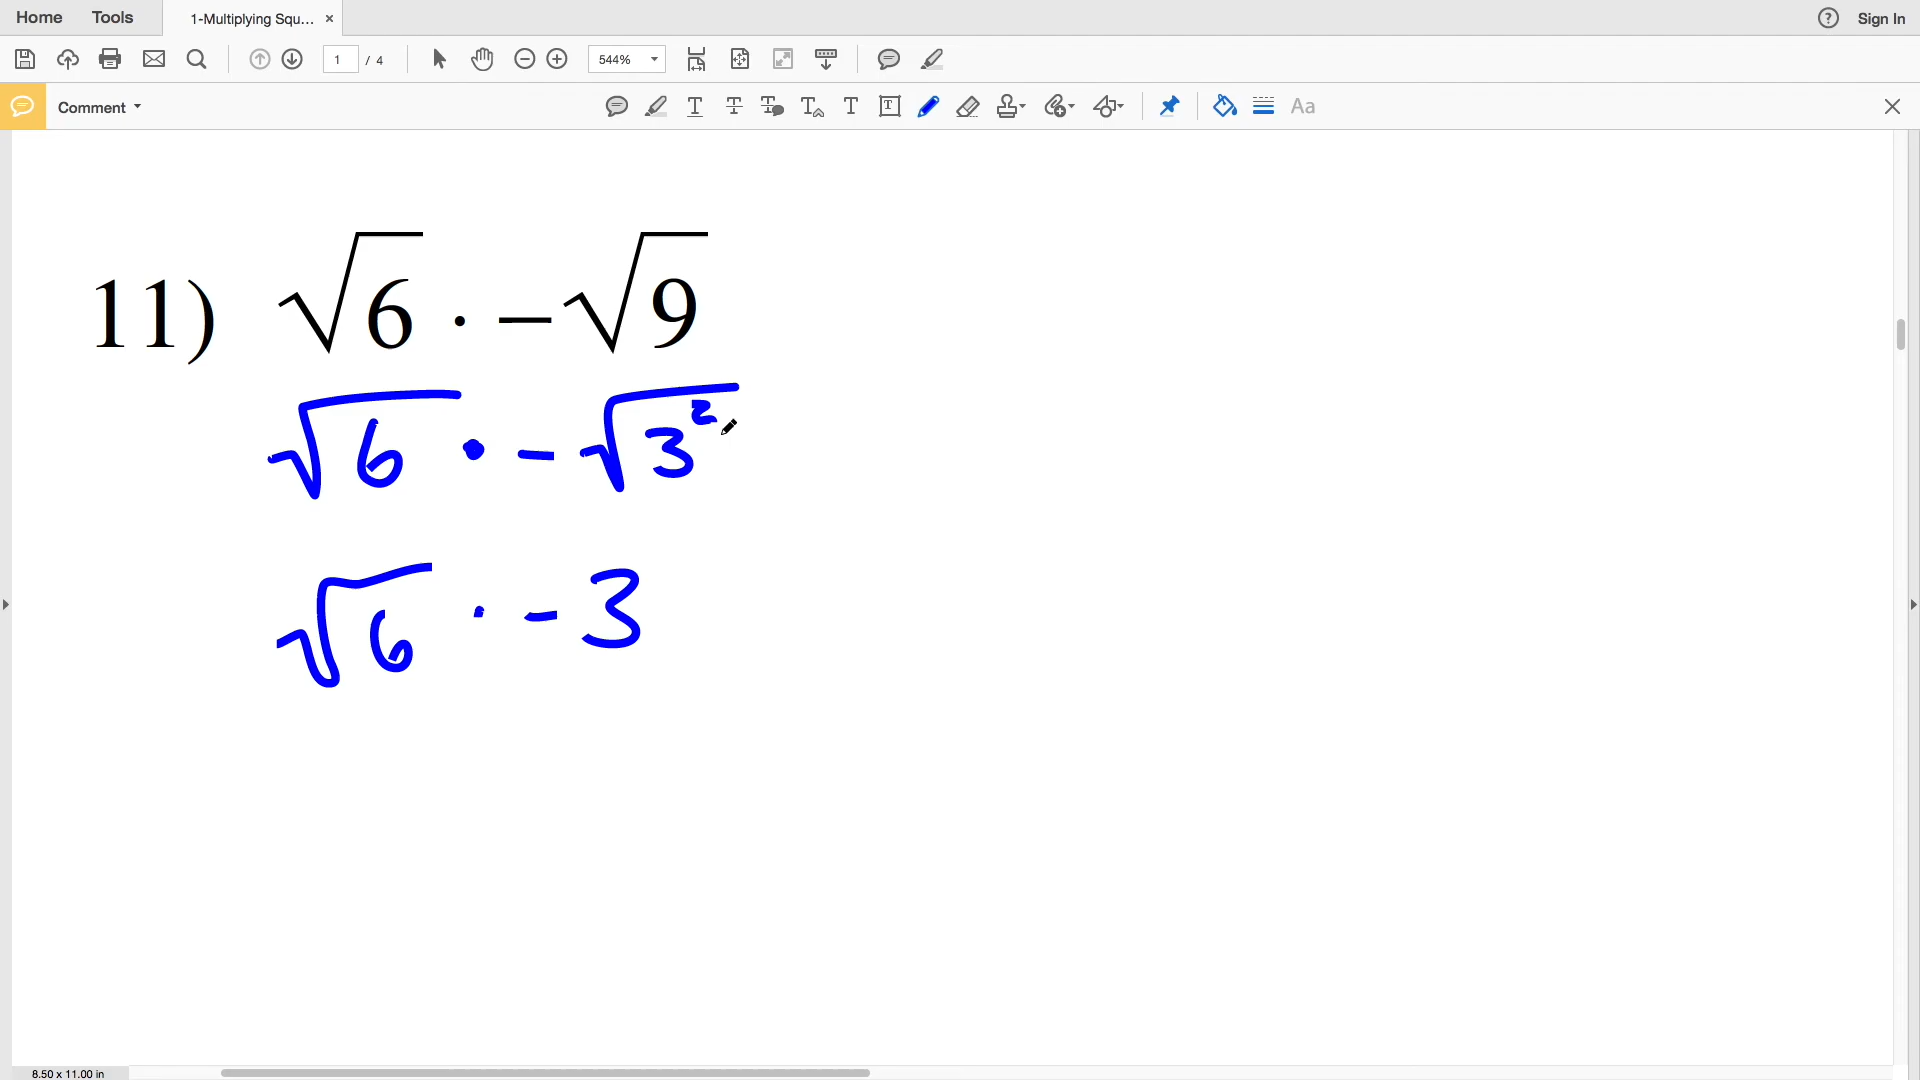 Home Tools 1-Multiplying Squ... × ? Sign In
1 / 4 544%
Comment Aa
11) √6 · −√9
√6 · -√3²
√6 · -3
8.50 x 11.00 in